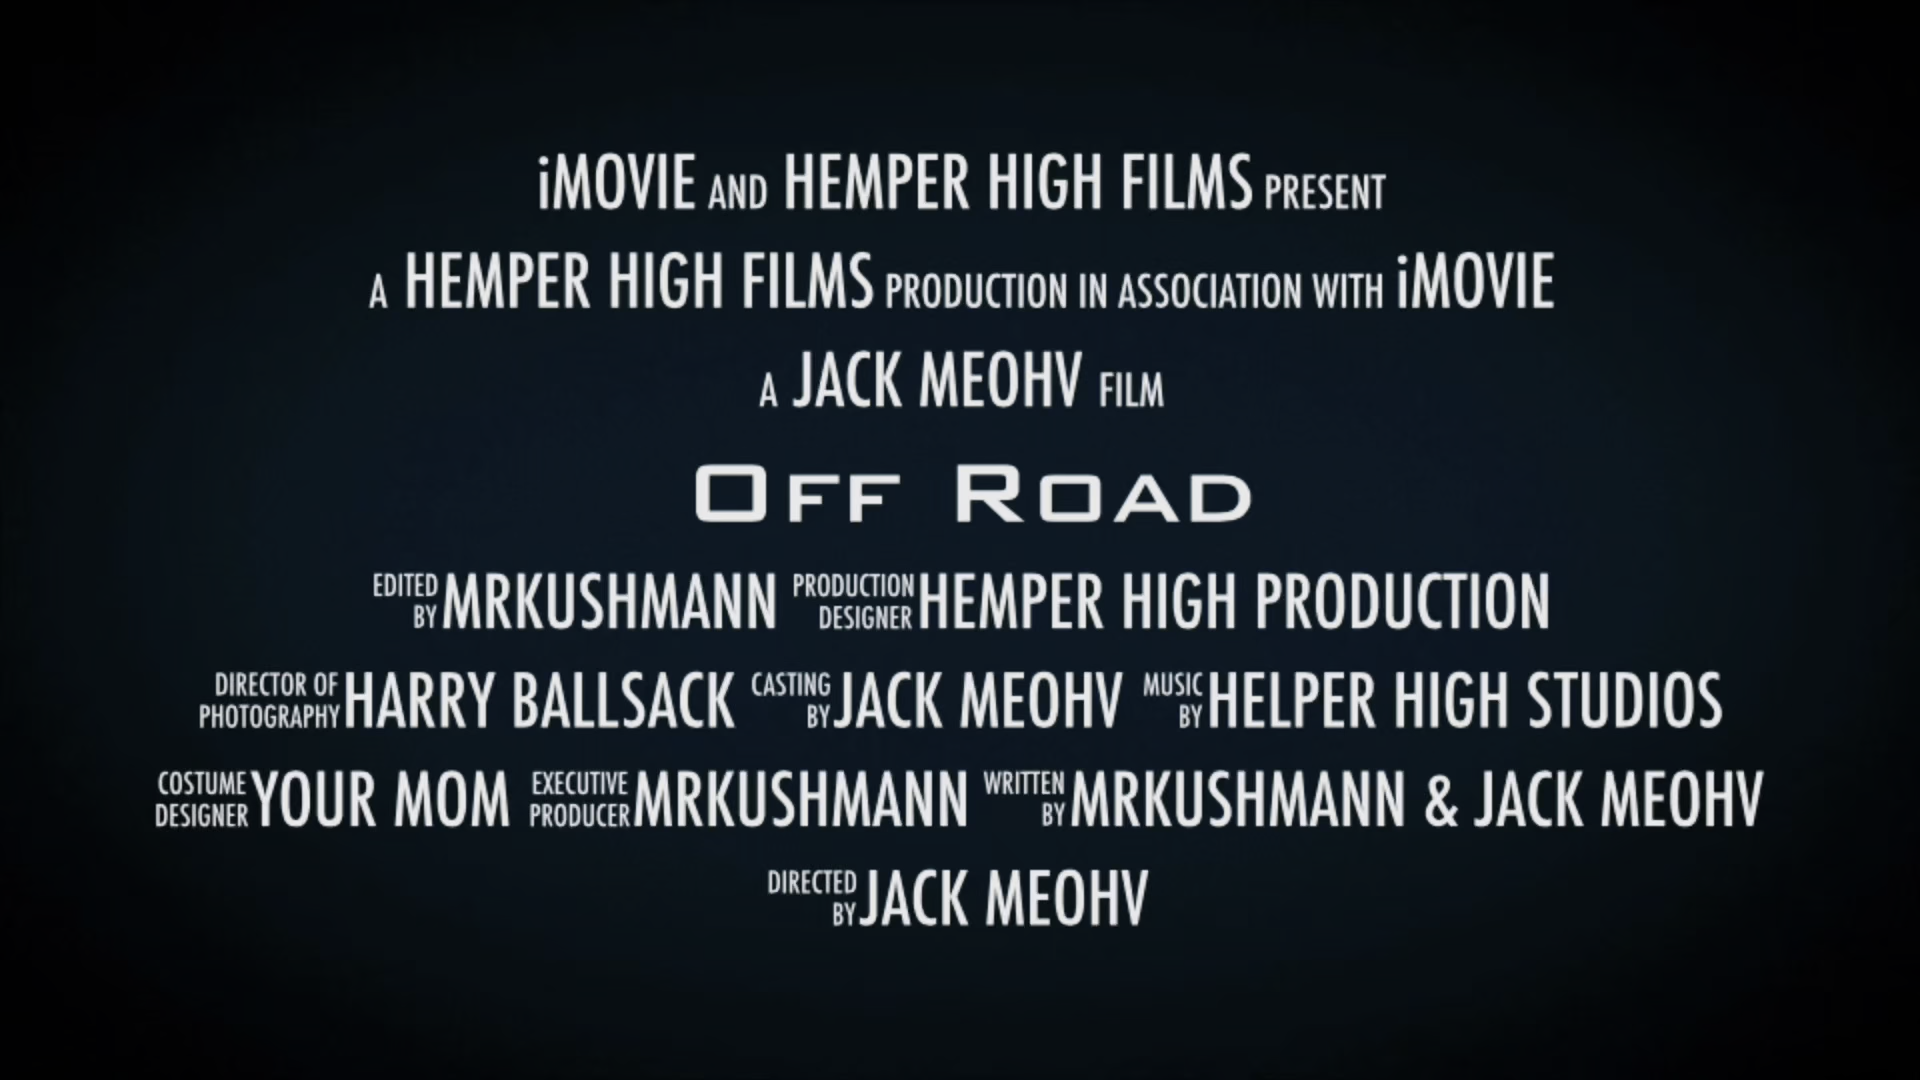 iMOVIE AND HEMPER HIGH FILMS PRESENT
A HEMPER HIGH FILMS PRODUCTION IN ASSOCIATION WITH iMOVIE
A JACK MEOHV FILM
OFF ROAD
EDITED BY MRKUSHMANN PRODUCTION DESIGNER HEMPER HIGH PRODUCTION
DIRECTOR OF PHOTOGRAPHY HARRY BALLSACK CASTING BY JACK MEOHV MUSIC BY HELPER HIGH STUDIOS
COSTUME DESIGNER YOUR MOM EXECUTIVE PRODUCER MRKUSHMANN WRITTEN BY MRKUSHMANN & JACK MEOHV
DIRECTED BY JACK MEOHV